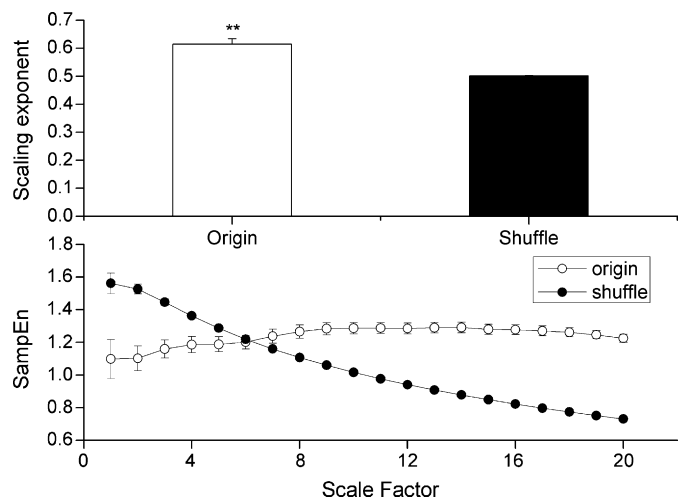 **
Scaling exponent
0.7
0.6
0.5
0.4
0.3
0.2
0.1
0.0
Origin Shuffle
SampEn
1.8
1.6
1.4
1.2
1.0
0.8
0.6
origin
shuffle
0 4 8 12 16 20
Scale Factor